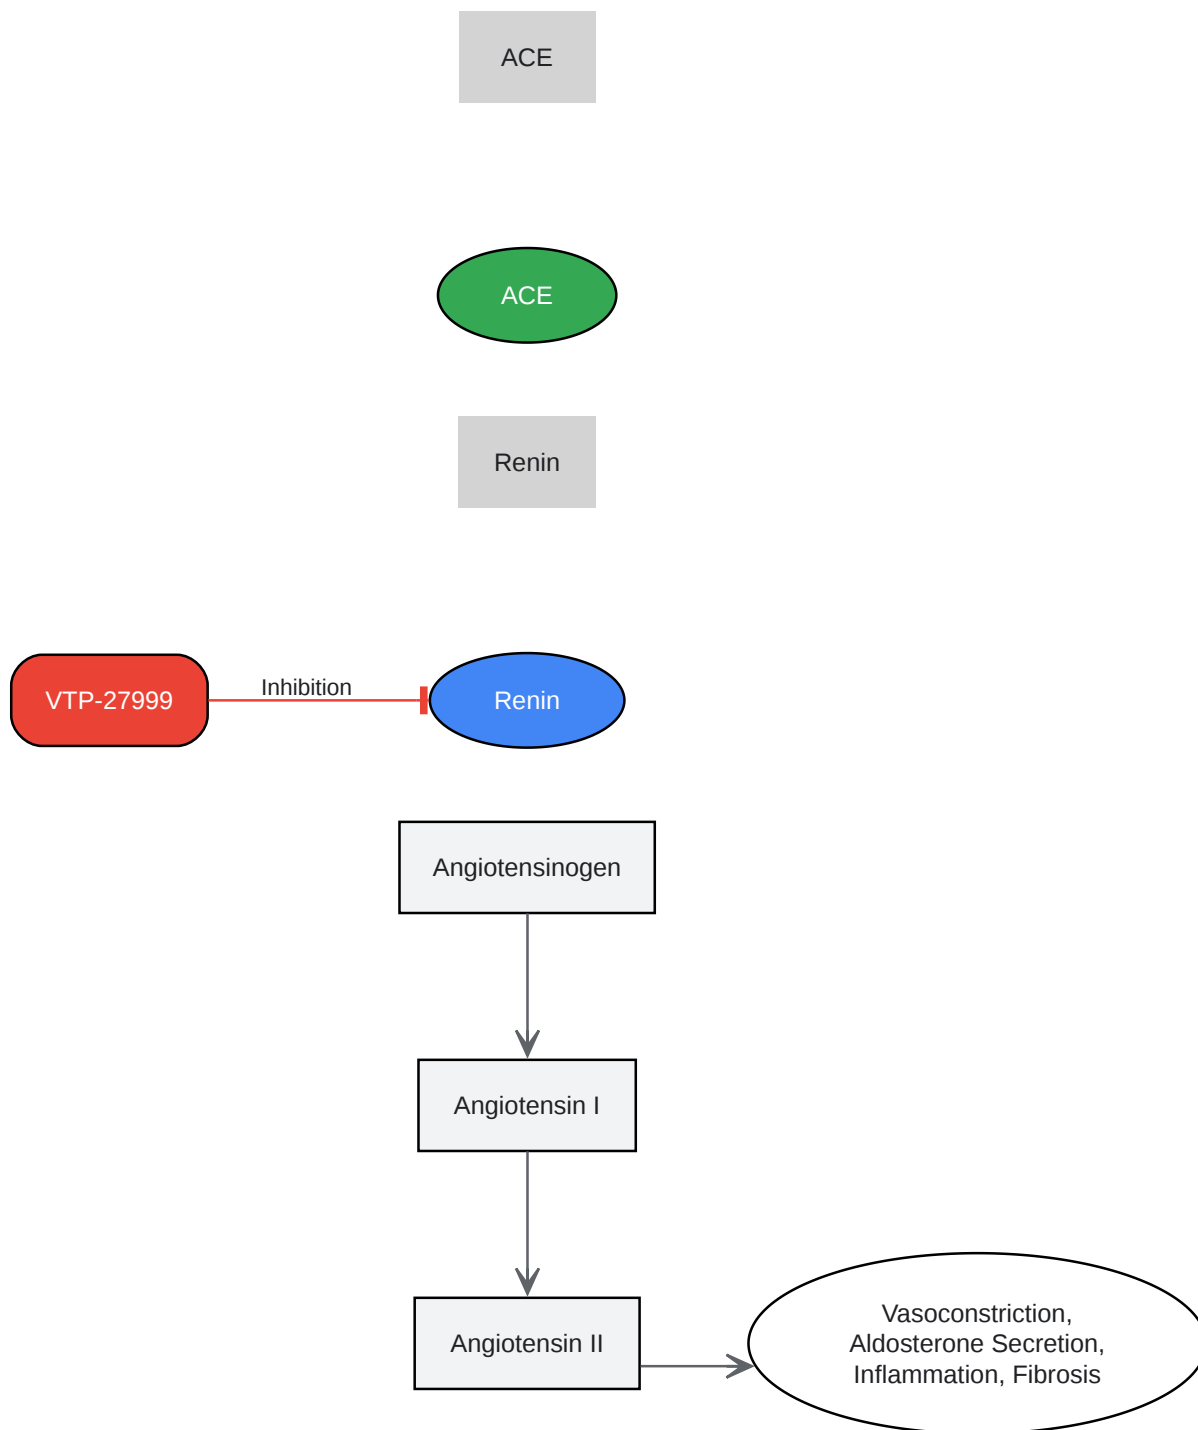 ACE
ACE
Renin
VTP-27999
Inhibition
Renin
Angiotensinogen
Angiotensin I
Angiotensin II
Vasoconstriction,
Aldosterone Secretion,
Inflammation, Fibrosis